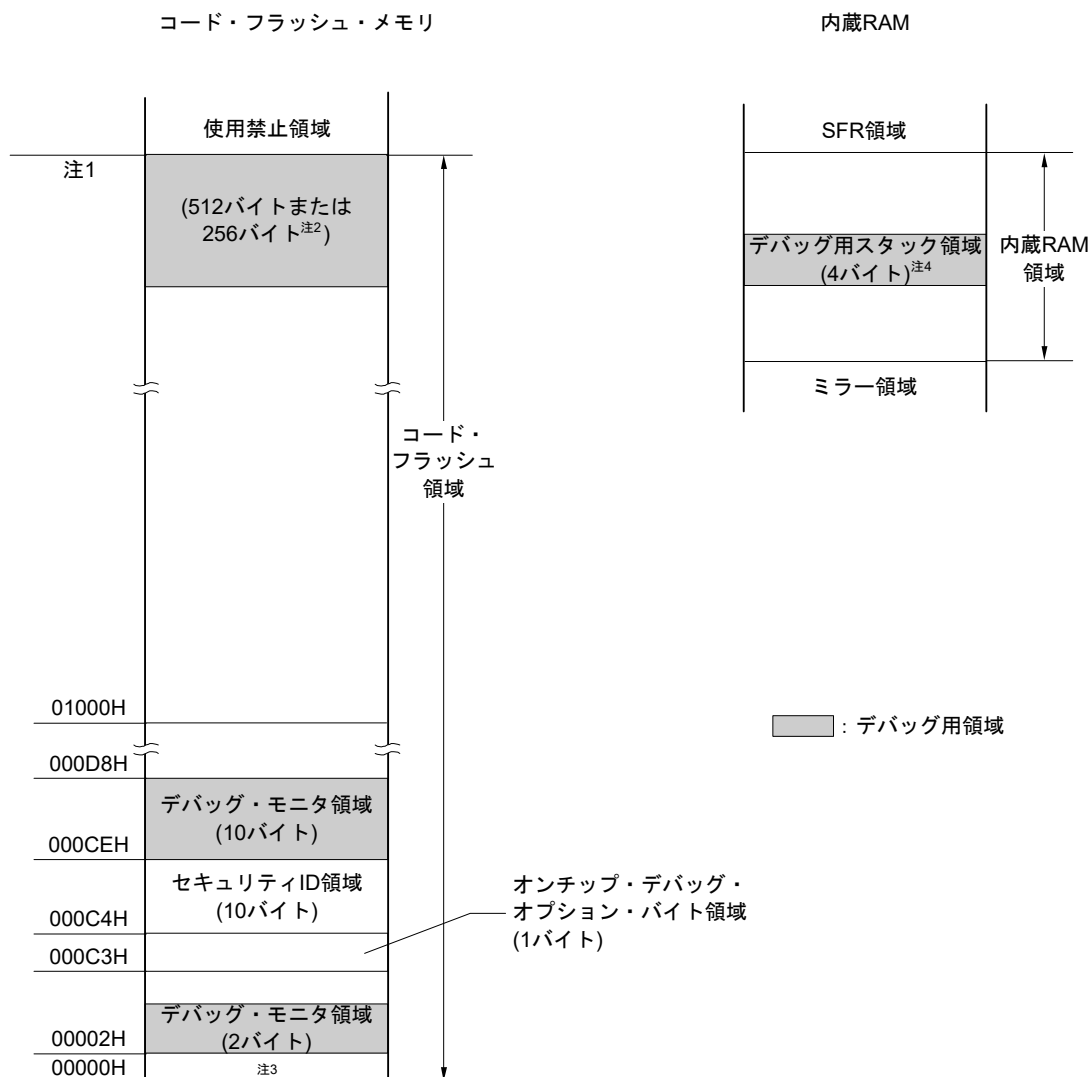 コード・フラッシュ・メモリ
内蔵RAM
使用禁止領域
注1
(512バイトまたは
256バイト注2)
SFR領域
デバッグ用スタック領域
(4バイト)注4
内蔵RAM
領域
ミラー領域
コード・
フラッシュ
領域
01000H
：デバッグ用領域
000D8H
デバッグ・モニタ領域
(10バイト)
000CEH
セキュリティID領域
(10バイト)
000C4H
オンチップ・デバッグ・
オプション・バイト領域
(1バイト)
000C3H
デバッグ・モニタ領域
(2バイト)
00002H
00000H
注3